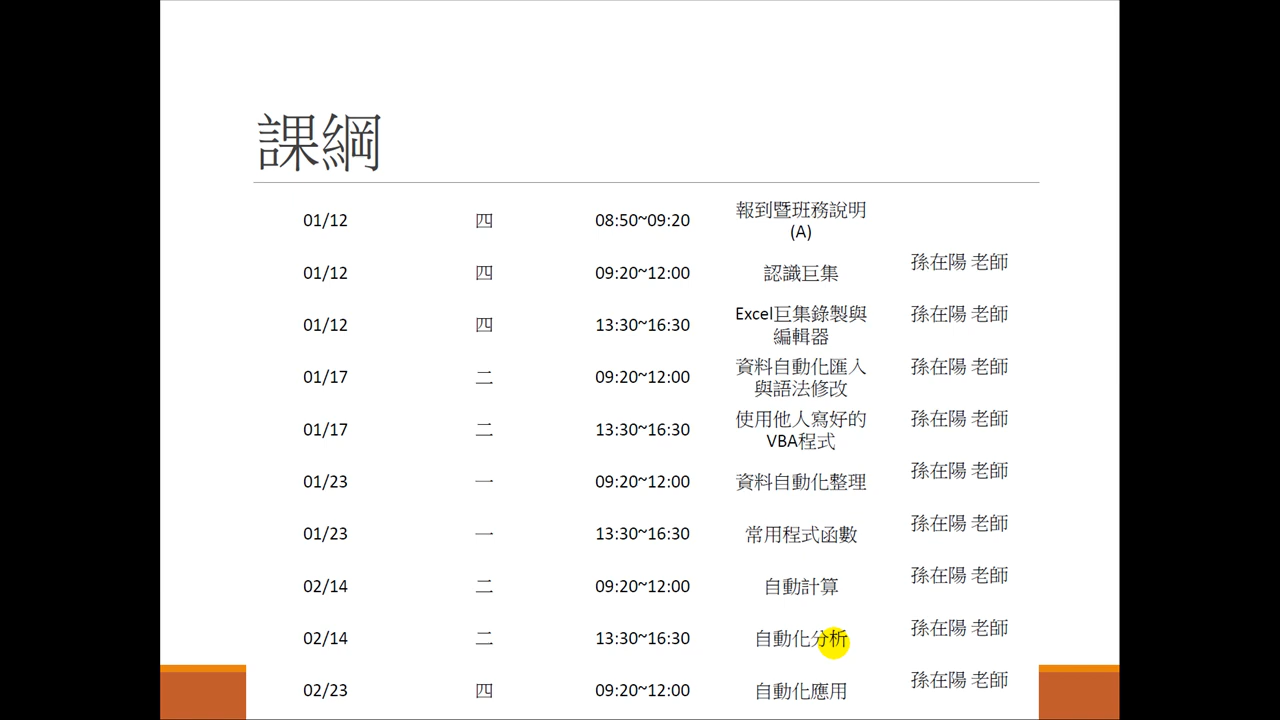 課綱
01/12 四 08:50~09:20 報到暨班務說明
(A)
01/12 四 09:20~12:00 認識巨集 孫在陽 老師
01/12 四 13:30~16:30 Excel巨集錄製與
編輯器 孫在陽 老師
01/17 二 09:20~12:00 資料自動化匯入
與語法修改 孫在陽 老師
01/17 二 13:30~16:30 使用他人寫好的
VBA程式 孫在陽 老師
01/23 一 09:20~12:00 資料自動化整理 孫在陽 老師
01/23 一 13:30~16:30 常用程式函數 孫在陽 老師
02/14 二 09:20~12:00 自動計算 孫在陽 老師
02/14 二 13:30~16:30 自動化分析 孫在陽 老師
02/23 四 09:20~12:00 自動化應用 孫在陽 老師